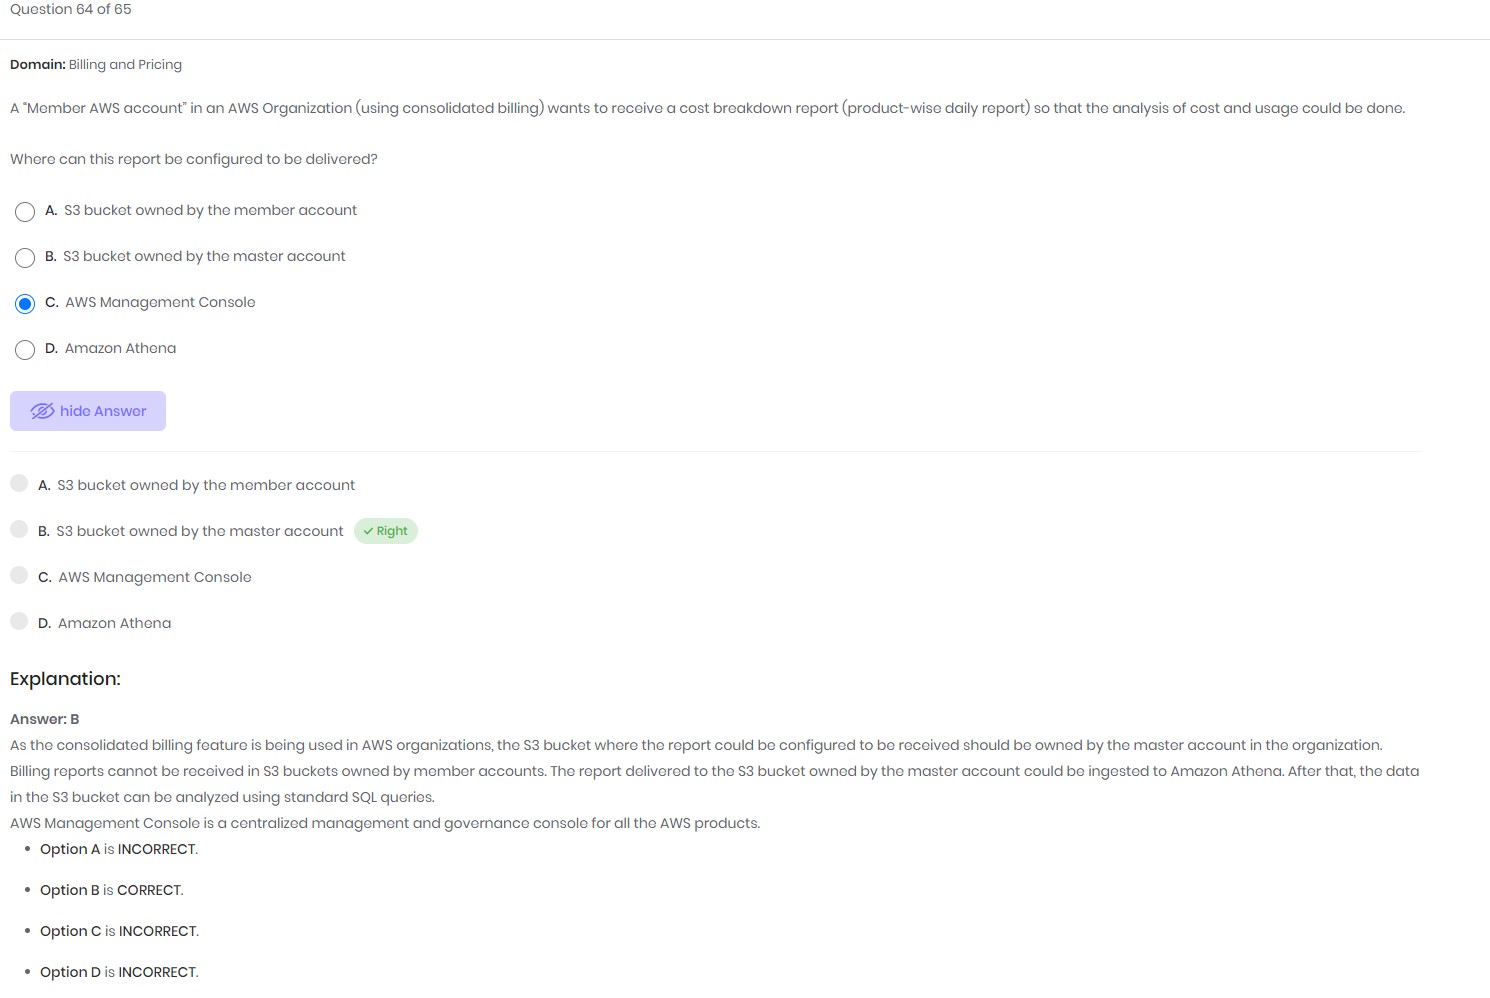 Question 64 of 65
Domain: Billing and Pricing
A "Member AWS account" in an AWS Organization (using consolidated billing) wants to receive a cost breakdown report (product-wise daily report) so that the analysis of cost and usage could be done.
Where can this report be configured to be delivered?
A. S3 bucket owned by the member account
B. S3 bucket owned by the master account
C. AWS Management Console
D. Amazon Athena
hide Answer
A. S3 bucket owned by the member account
B. S3 bucket owned by the master account ✓ Right
C. AWS Management Console
D. Amazon Athena
Explanation:
Answer: B
As the consolidated billing feature is being used in AWS organizations, the S3 bucket where the report could be configured to be received should be owned by the master account in the organization.
Billing reports cannot be received in S3 buckets owned by member accounts. The report delivered to the S3 bucket owned by the master account could be ingested to Amazon Athena. After that, the data
in the S3 bucket can be analyzed using standard SQL queries.
AWS Management Console is a centralized management and governance console for all the AWS products.
• Option A is INCORRECT.
• Option B is CORRECT.
• Option C is INCORRECT.
• Option D is INCORRECT.